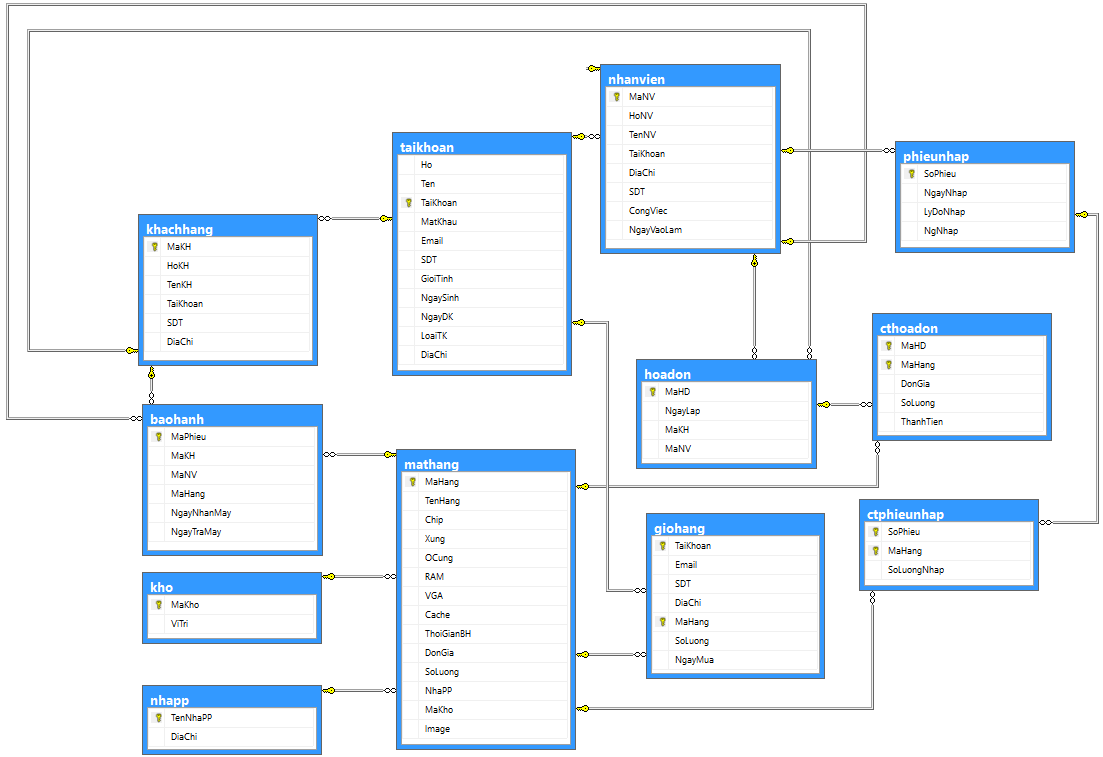 nhanvien
MaNV
HoNV
TenNV
TaiKhoan
DiaChi
SDT
CongViec
NgayVaoLam
taikhoan
Ho
Ten
TaiKhoan
MatKhau
Email
SDT
GioiTinh
NgaySinh
NgayDK
LoaiTK
DiaChi
phieunhap
SoPhieu
NgayNhap
LyDoNhap
NgNhap
khachhang
MaKH
HoKH
TenKH
TaiKhoan
SDT
DiaChi
cthoadon
MaHD
MaHang
DonGia
SoLuong
ThanhTien
hoadon
MaHD
NgayLap
MaKH
MaNV
baohanh
MaPhieu
MaKH
MaNV
MaHang
NgayNhanMay
NgayTraMay
mathang
MaHang
TenHang
Chip
Xung
OCung
RAM
VGA
Cache
ThoiGianBH
DonGia
SoLuong
NhaPP
MaKho
Image
ctphieunhap
SoPhieu
MaHang
SoLuongNhap
giohang
TaiKhoan
Email
SDT
DiaChi
MaHang
SoLuong
NgayMua
kho
MaKho
ViTri
nhapp
TenNhaPP
DiaChi